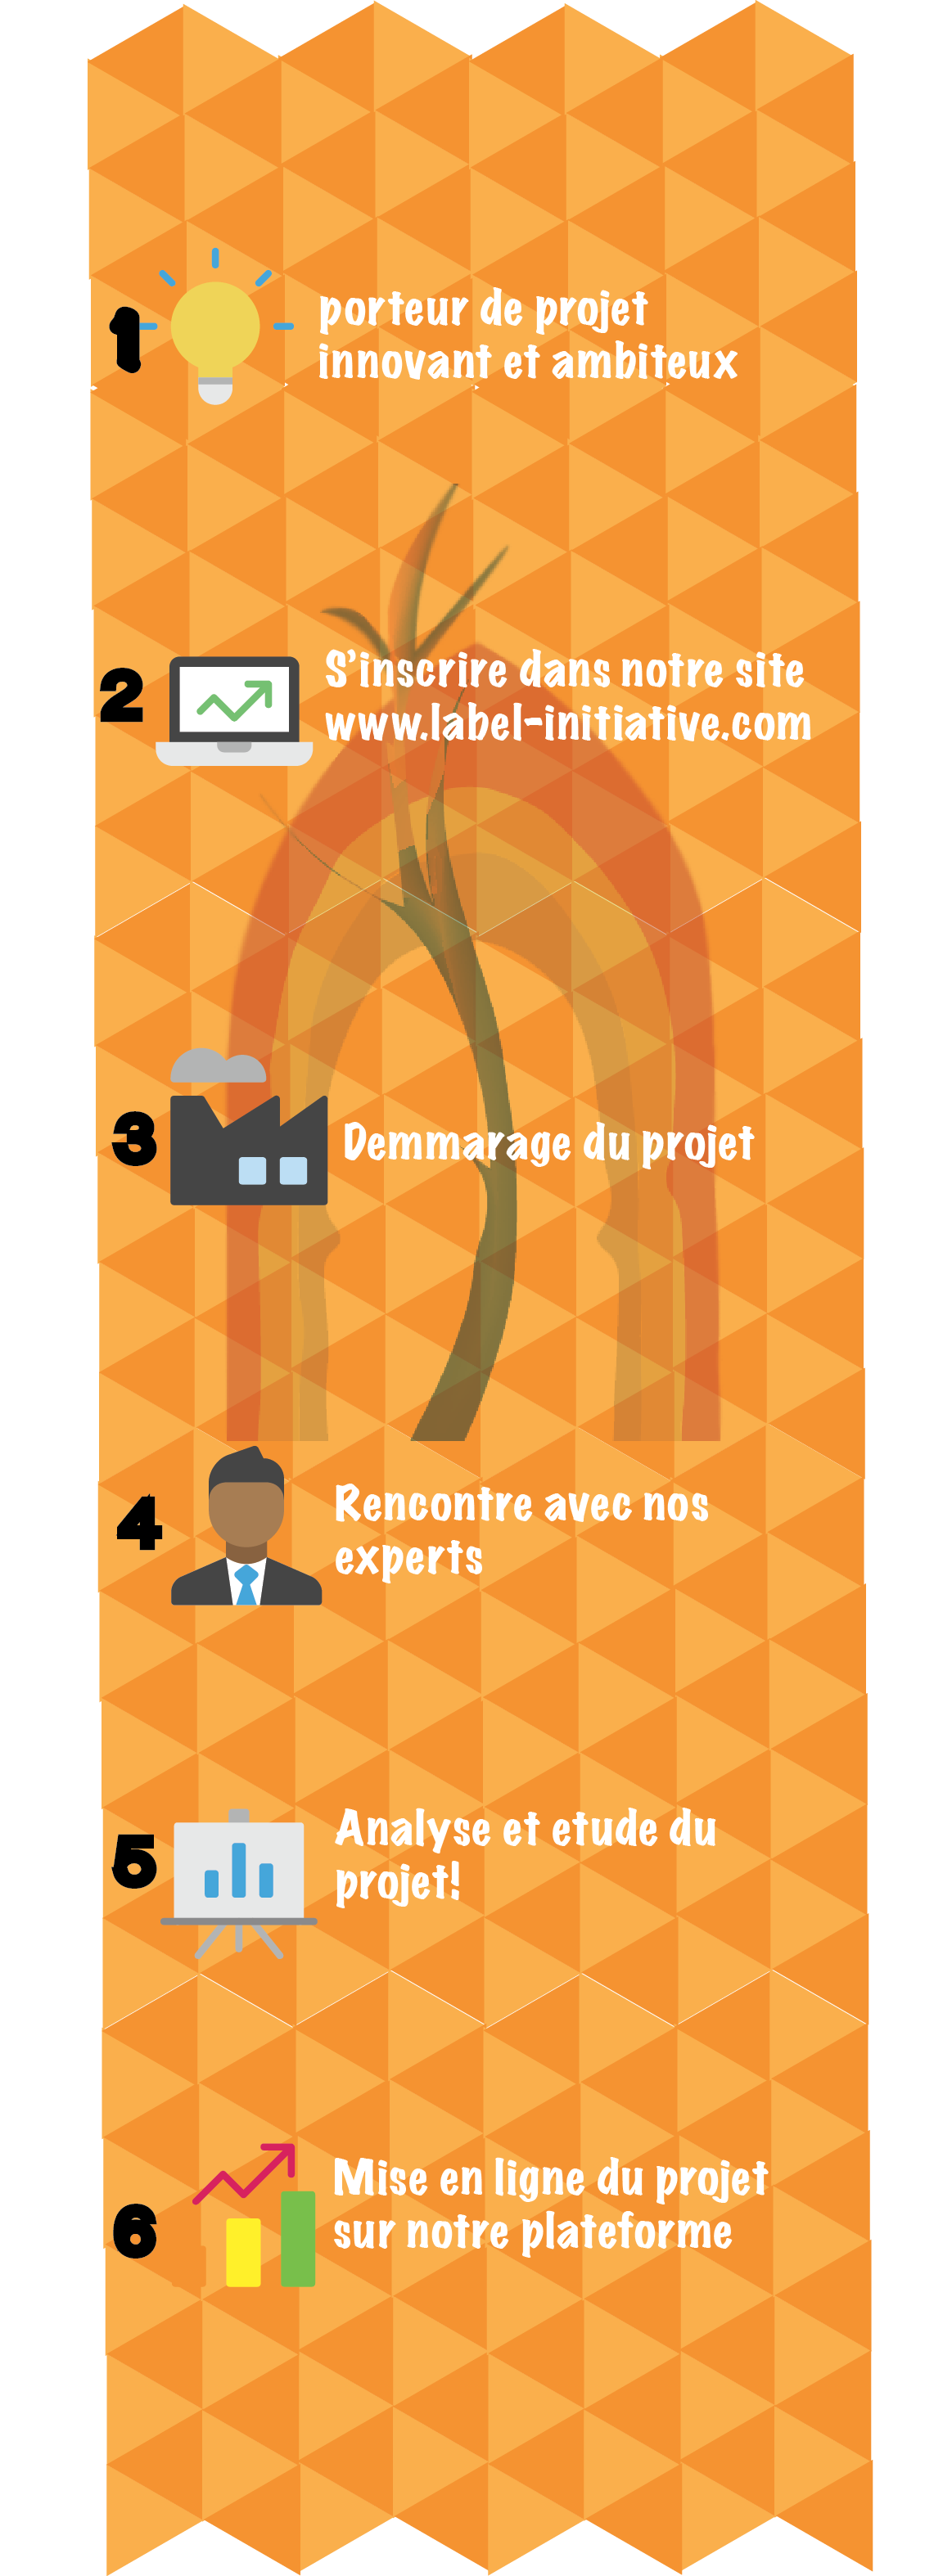 1
porteur de projet
innovant et ambiteux
2
S'inscrire dans notre site
www.label-initiative.com
3
Demmarage du projet
4
Rencontre avec nos
experts
5
Analyse et etude du
projet!
6
Mise en ligne du projet
sur notre plateforme